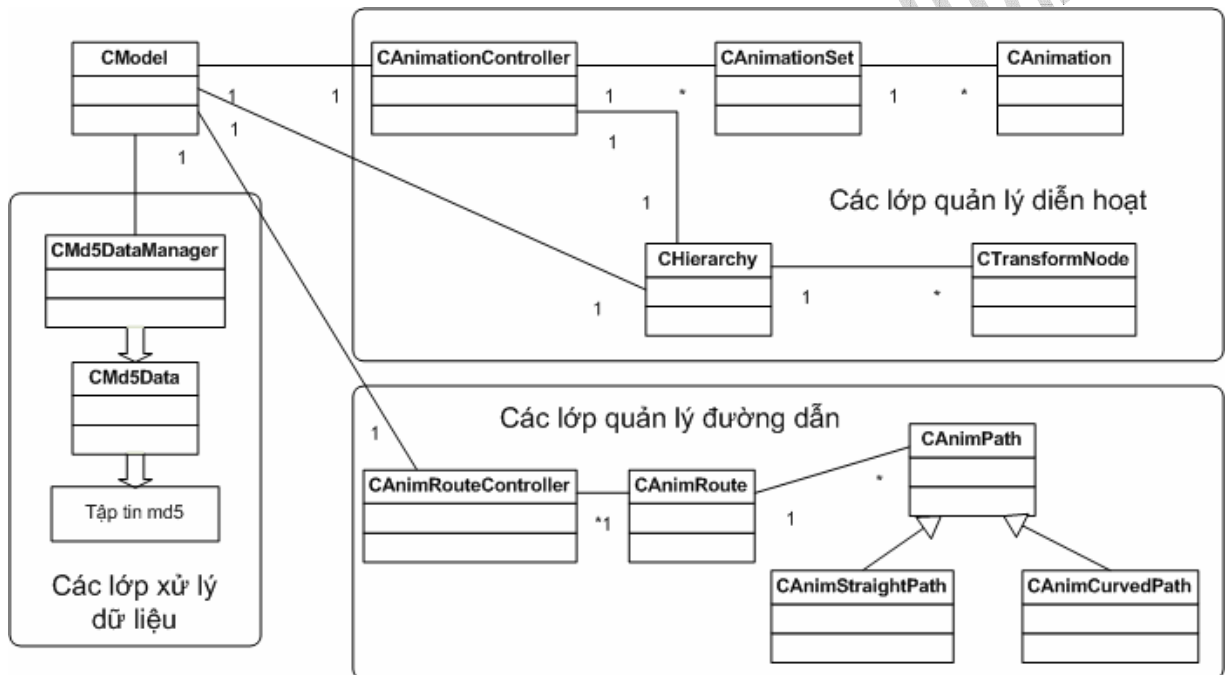 CModel
CAnimationController
CAnimationSet
CAnimation
1
1
1
*
1
*
1
1
1
1
Các lớp quản lý diễn hoạt
CMd5DataManager
CHierarchy
CTransformNode
1
1
*
CMd5Data
Tập tin md5
Các lớp xử lý
dữ liệu
Các lớp quản lý đường dẫn
1
CAnimPath
CAnimRouteController
CAnimRoute
*
*1
1
CAnimStraightPath
CAnimCurvedPath